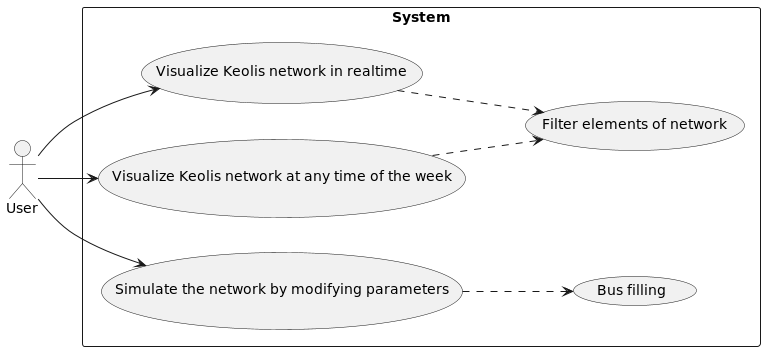 System
Visualize Keolis network in realtime
Filter elements of network
Visualize Keolis network at any time of the week
User
Simulate the network by modifying parameters
Bus filling